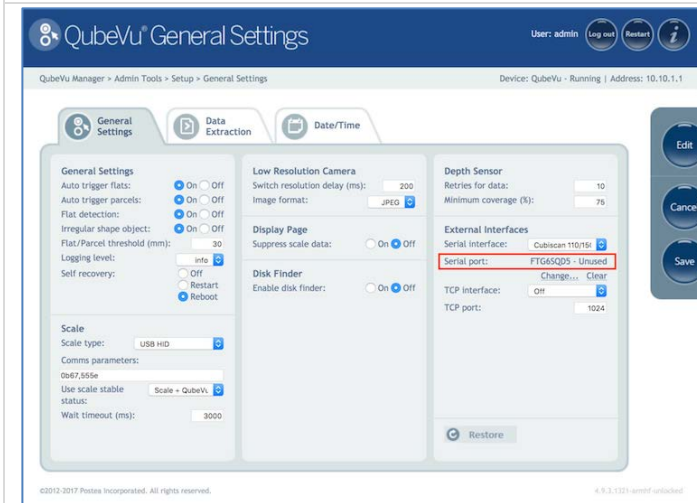 QubeVu® General Settings
User: admin Log out Restart i
QubeVu Manager > Admin Tools > Setup > General Settings
Device: QubeVu - Running | Address: 10.10.1.1
General Settings
Data Extraction
Date/Time
Edit
Cancel
Save
General Settings
Auto trigger flats: On Off
Auto trigger parcels: On Off
Flat detection: On Off
Irregular shape object: On Off
Flat/Parcel threshold (mm): 30
Logging level: info
Self recovery: Off
Restart
Reboot
Scale
Scale type: USB HID
Comms parameters:
0b67,555e
Use scale stable status: Scale + QubeVu
Wait timeout (ms): 3000
Low Resolution Camera
Switch resolution delay (ms): 200
Image format: JPEG
Display Page
Suppress scale data: On Off
Disk Finder
Enable disk finder: On Off
Depth Sensor
Retries for data: 10
Minimum coverage (%): 75
External Interfaces
Serial interface: Cubiscan 110/150
Serial port: FTG6SQD5 - Unused
Change... Clear
TCP interface: Off
TCP port: 1024
Restore
©2012-2017 Postea Incorporated. All rights reserved.